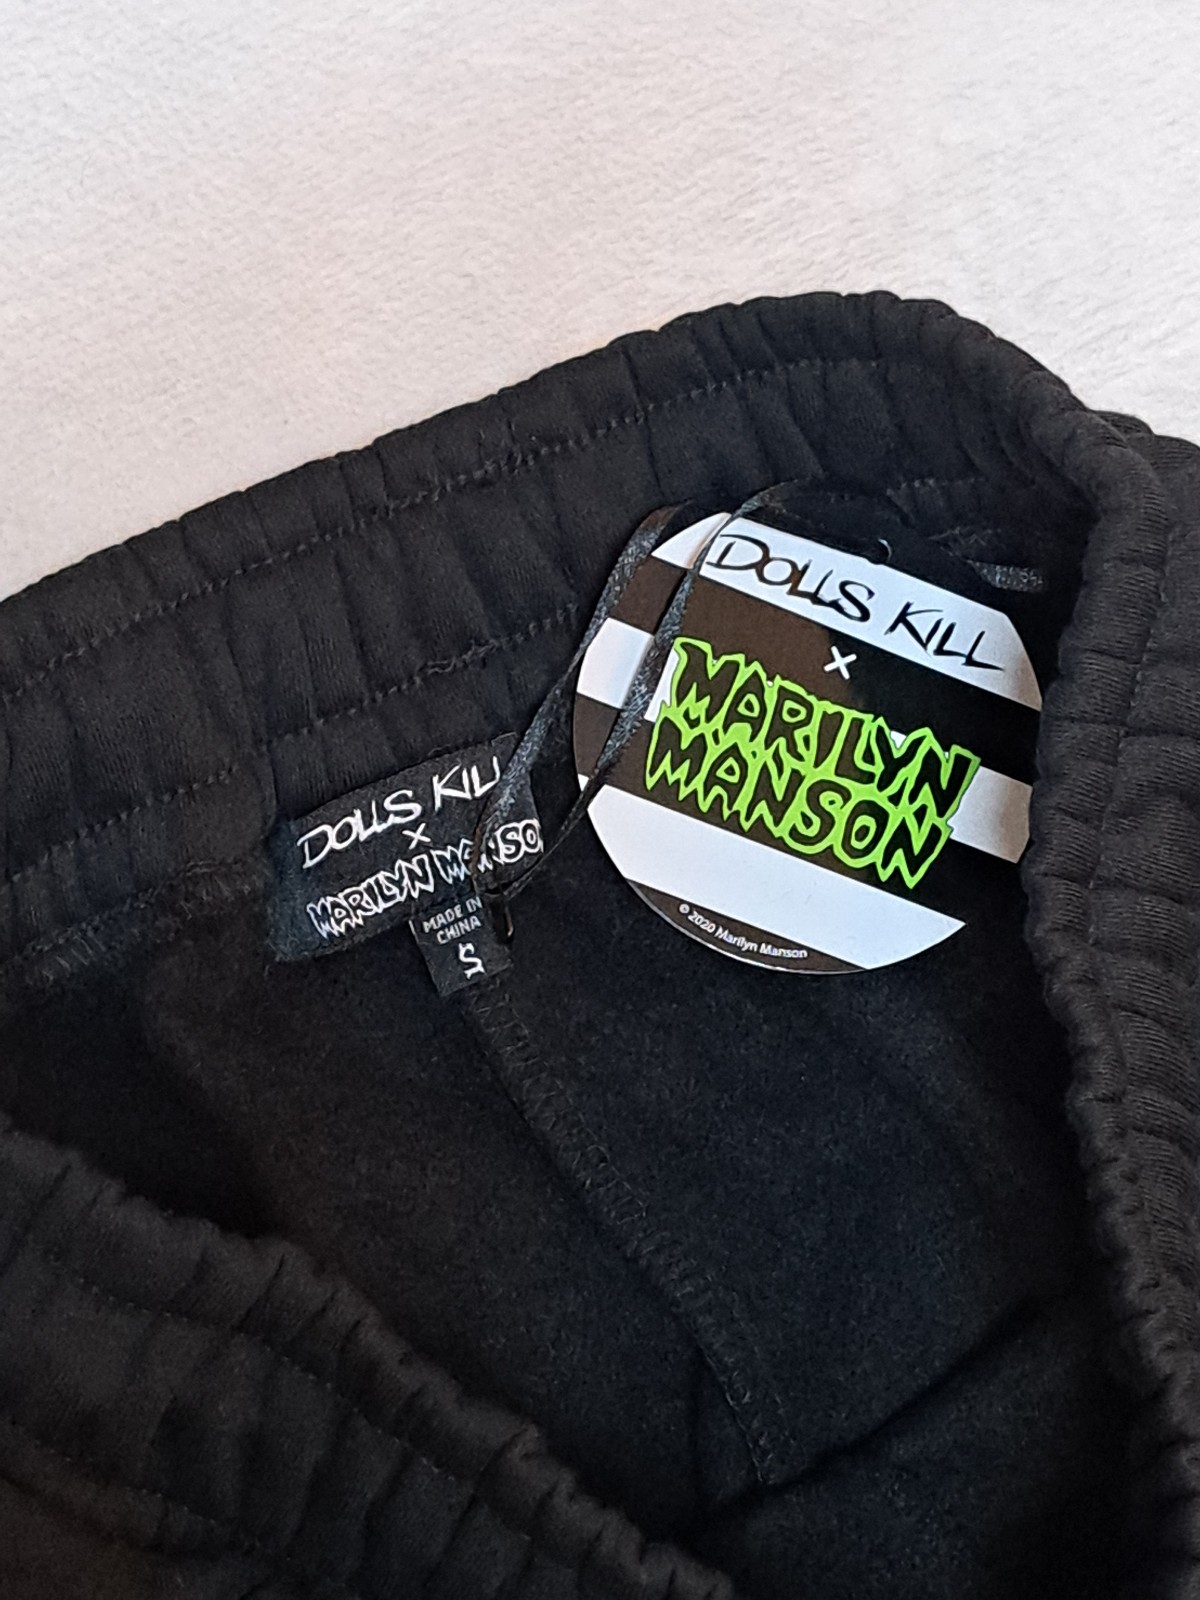 DOLLS KILL
x
MARILYN
MANSON
© 2020 Marilyn Manson
DOLLS KILL
x
MARILYN MANSON
MADE IN
CHINA
S